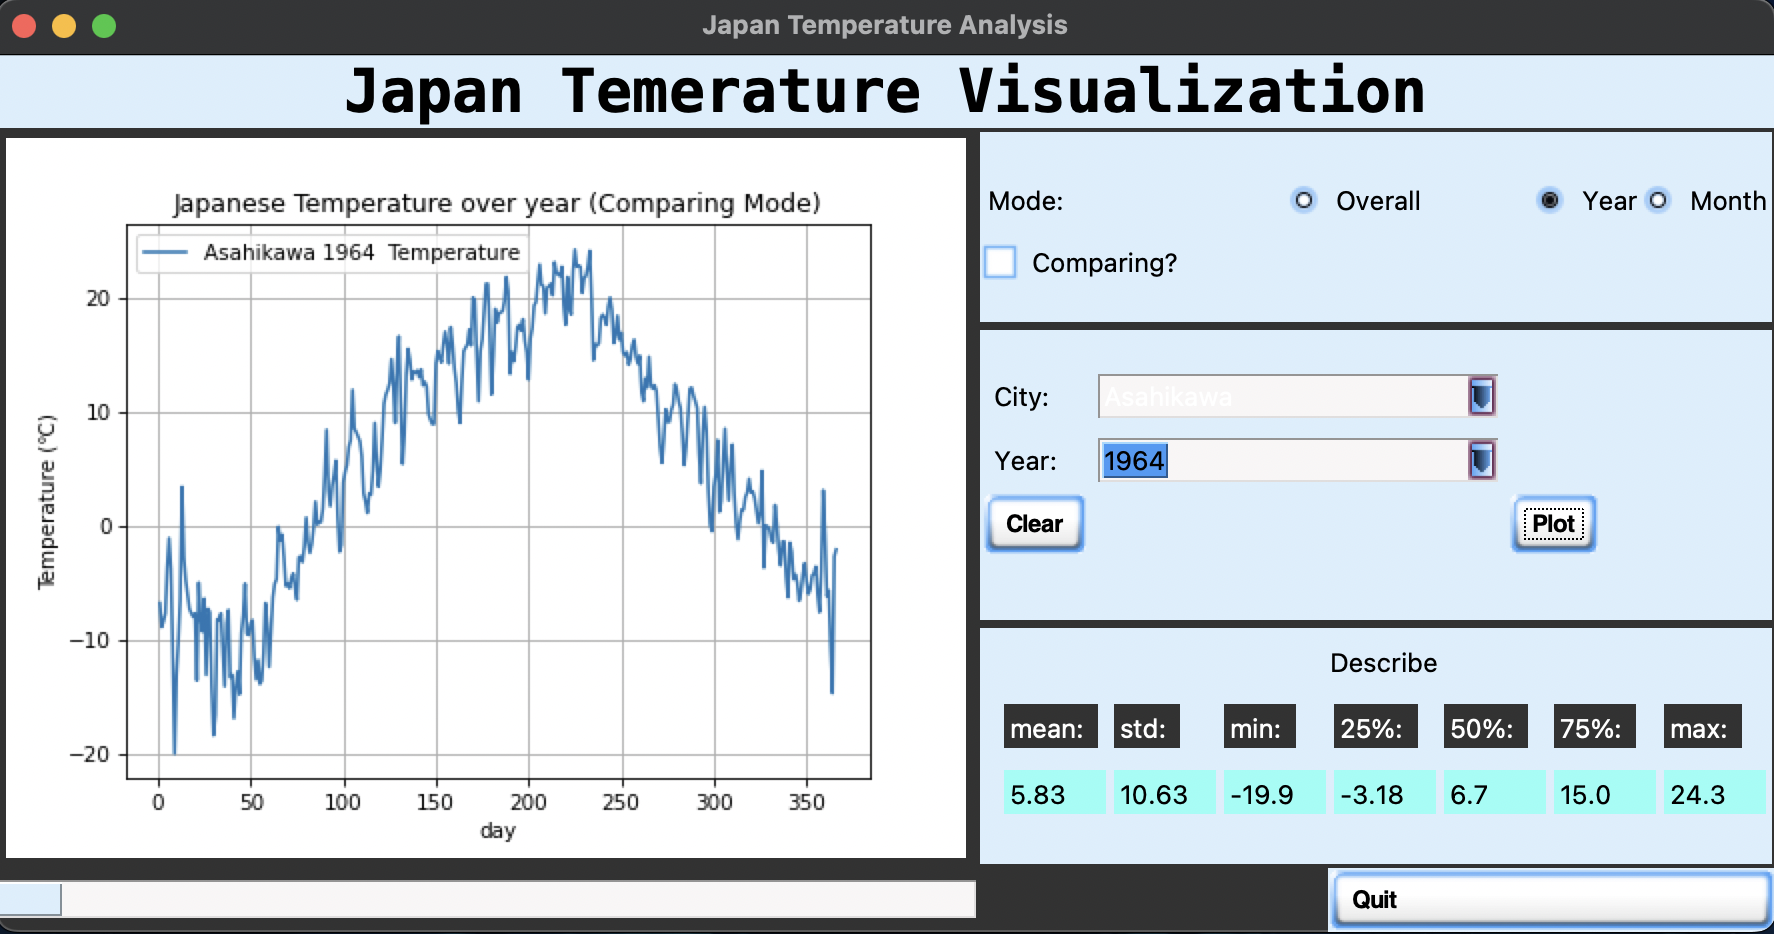 Japan Temperature Analysis
Japan Temerature Visualization
Japanese Temperature over year (Comparing Mode)
Asahikawa 1964 Temperature
Temperature (°C)
20
10
0
−10
−20
0 50 100 150 200 250 300 350
day
Mode: Overall Year Month
Comparing?
City: Asahikawa
Year: 1964
Clear Plot
Describe
mean: std: min: 25%: 50%: 75%: max:
5.83 10.63 -19.9 -3.18 6.7 15.0 24.3
Quit